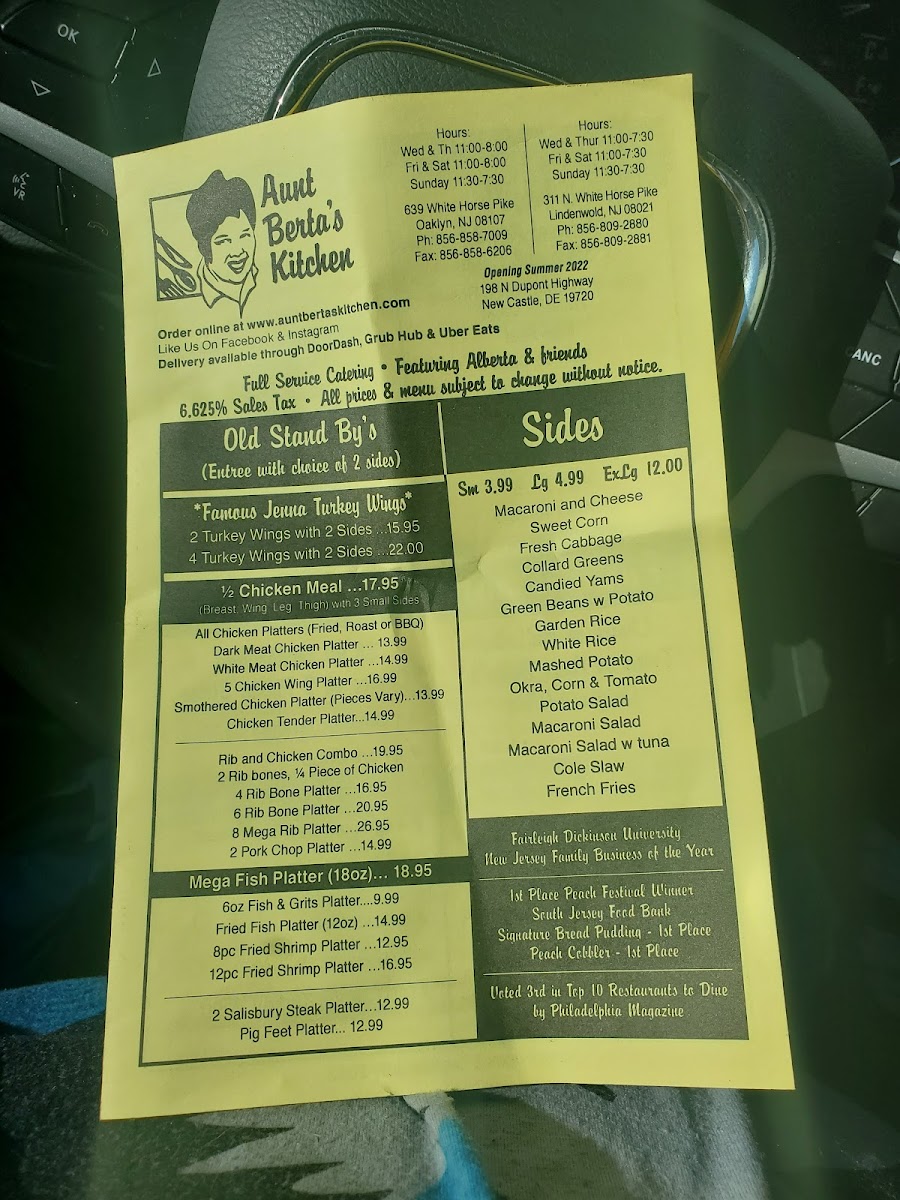 OK
VR
ANC
Aunt
Berta's
Kitchen
Hours:
Wed & Th 11:00-8:00
Fri & Sat 11:00-8:00
Sunday 11:30-7:30
639 White Horse Pike
Oaklyn, NJ 08107
Ph: 856-858-7009
Fax: 856-858-6206
Hours:
Wed & Thur 11:00-7:30
Fri & Sat 11:00-7:30
Sunday 11:30-7:30
311 N. White Horse Pike
Lindenwold, NJ 08021
Ph: 856-809-2880
Fax: 856-809-2881
Opening Summer 2022
198 N Dupont Highway
New Castle, DE 19720
Order online at www.auntbertaskitchen.com
Like Us On Facebook & Instagram
Delivery available through DoorDash, Grub Hub & Uber Eats
Full Service Catering • Featuring Alberta & friends
6.625% Sales Tax • All prices & menu subject to change without notice.
Old Stand By's
(Entree with choice of 2 sides)
*Famous Jenna Turkey Wings*
2 Turkey Wings with 2 Sides ...15.95
4 Turkey Wings with 2 Sides ...22.00
½ Chicken Meal ...17.95
(Breast, Wing, Leg, Thigh) with 3 Small Sides
All Chicken Platters (Fried, Roast or BBQ)
Dark Meat Chicken Platter ... 13.99
White Meat Chicken Platter ...14.99
5 Chicken Wing Platter ...16.99
Smothered Chicken Platter (Pieces Vary)...13.99
Chicken Tender Platter...14.99
Rib and Chicken Combo ...19.95
2 Rib bones, ¼ Piece of Chicken
4 Rib Bone Platter ...16.95
6 Rib Bone Platter ...20.95
8 Mega Rib Platter ...26.95
2 Pork Chop Platter ...14.99
Mega Fish Platter (18oz)... 18.95
6oz Fish & Grits Platter....9.99
Fried Fish Platter (12oz) ...14.99
8pc Fried Shrimp Platter ...12.95
12pc Fried Shrimp Platter ...16.95
2 Salisbury Steak Platter...12.99
Pig Feet Platter... 12.99
Sides
Sm 3.99 Lg 4.99 ExLg 12.00
Macaroni and Cheese
Sweet Corn
Fresh Cabbage
Collard Greens
Candied Yams
Green Beans w Potato
Garden Rice
White Rice
Mashed Potato
Okra, Corn & Tomato
Potato Salad
Macaroni Salad
Macaroni Salad w tuna
Cole Slaw
French Fries
Fairleigh Dickinson University
New Jersey Family Business of the Year
1st Place Peach Festival Winner
South Jersey Food Bank
Signature Bread Pudding - 1st Place
Peach Cobbler - 1st Place
Voted 3rd in Top 10 Restaurants to Dine
by Philadelphia Magazine